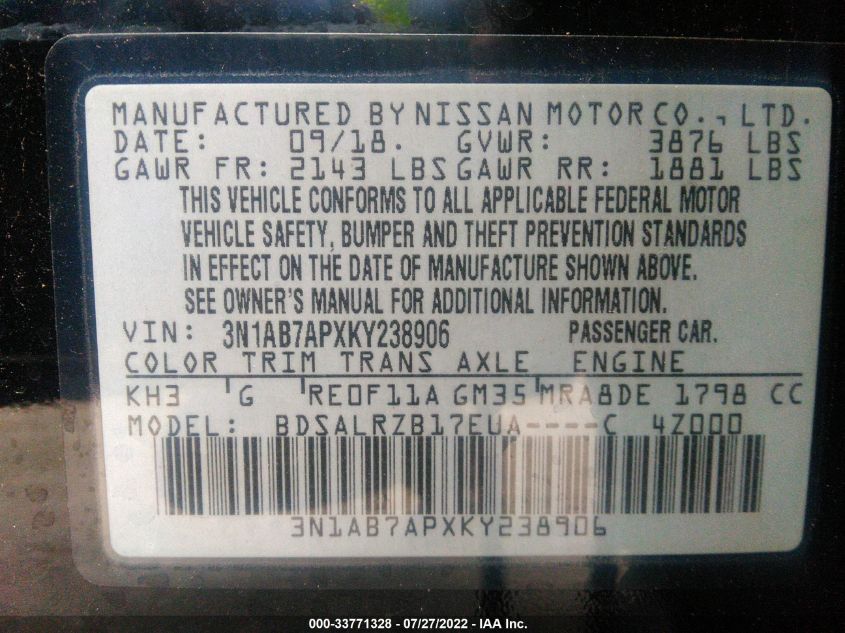 MANUFACTURED BY NISSAN MOTOR CO., LTD.
DATE: 09/18. GVWR: 3876 LBS
GAWR FR: 2143 LBS GAWR RR: 1881 LBS
THIS VEHICLE CONFORMS TO ALL APPLICABLE FEDERAL MOTOR
VEHICLE SAFETY, BUMPER AND THEFT PREVENTION STANDARDS
IN EFFECT ON THE DATE OF MANUFACTURE SHOWN ABOVE.
SEE OWNER'S MANUAL FOR ADDITIONAL INFORMATION.
VIN: 3N1AB7APXKY238906 PASSENGER CAR.
COLOR TRIM TRANS AXLE ENGINE
KH3 G RE0F11A GM35 MRA8DE 1798 CC
MODEL: BDSALRZB17EUA----C 4Z000
3N1AB7APXKY238906
000-33771328 - 07/27/2022 - IAA Inc.